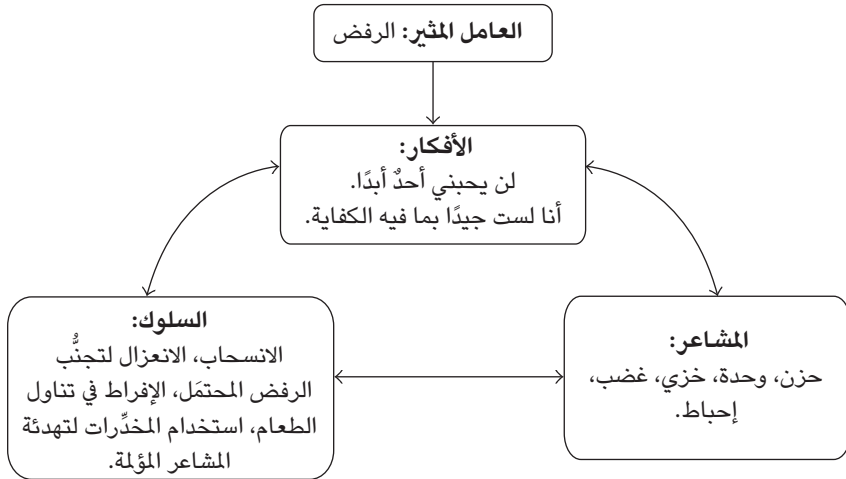 العامل المثير: الرفض
الأفكار:
لن يحبني أحدٌ أبدًا.
أنا لست جيدًا بما فيه الكفاية.
المشاعر:
حزن، وحدة، خزي، غضب،
إحباط.
السلوك:
الانسحاب، الانعزال لتجنُّب
الرفض المحتمَل، الإفراط في تناول
الطعام، استخدام المخدِّرات لتهدئة
المشاعر المؤلمة.